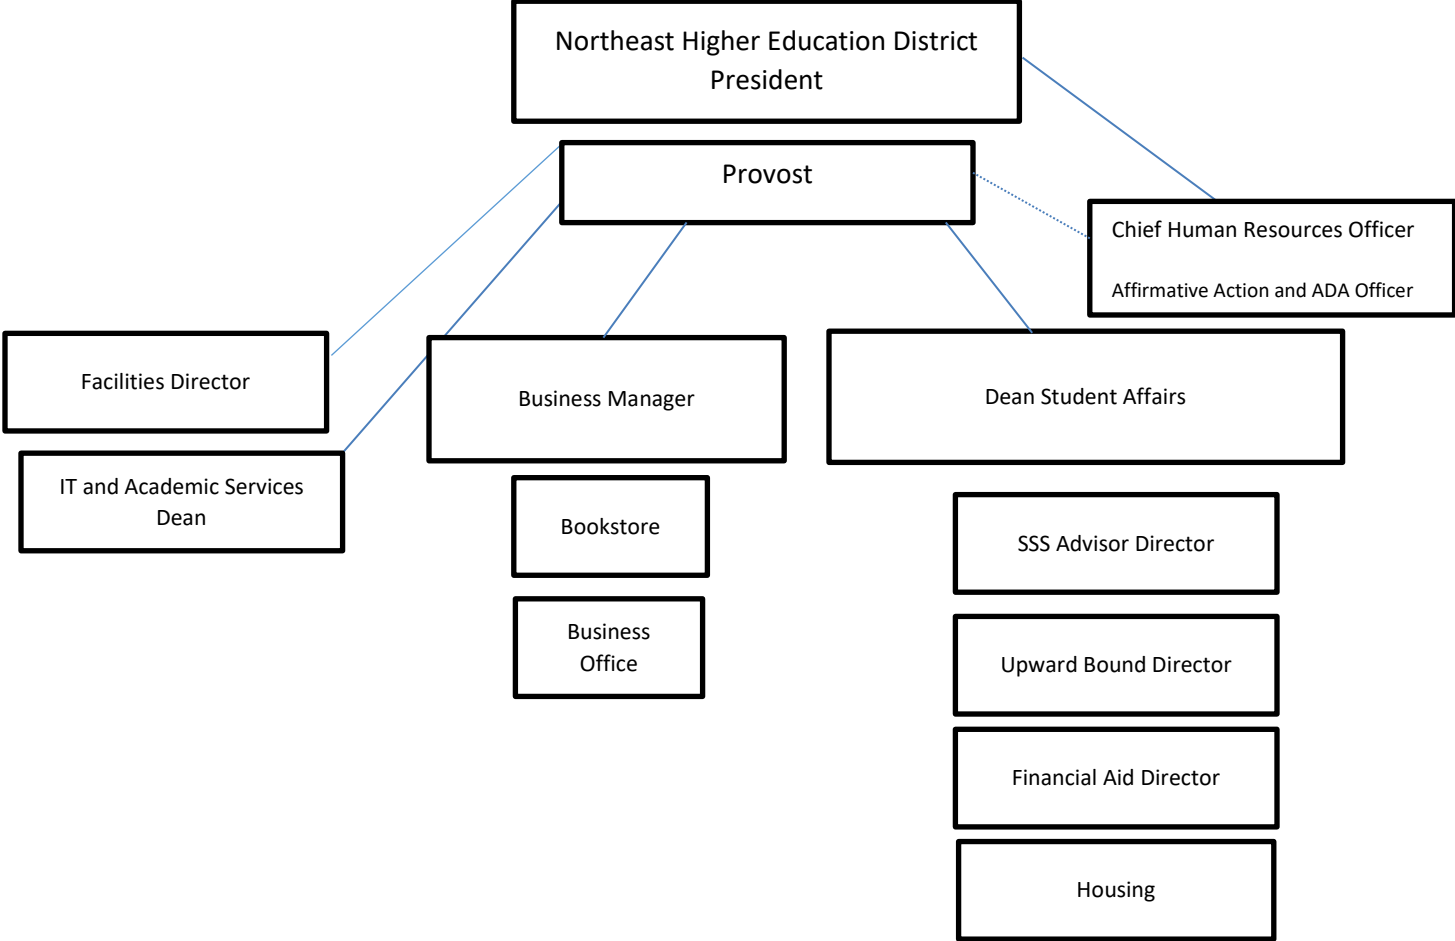 Northeast Higher Education District
President
Provost
Chief Human Resources Officer
Affirmative Action and ADA Officer
Facilities Director
Business Manager
Dean Student Affairs
IT and Academic Services
Dean
Bookstore
SSS Advisor Director
Business
Office
Upward Bound Director
Financial Aid Director
Housing